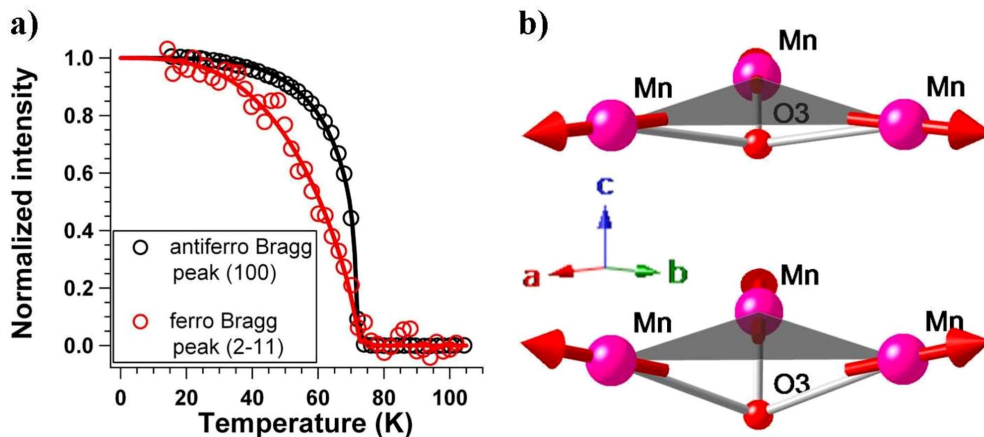 a)
Normalized intensity
1.0
0.8
0.6
0.4
0.2
0.0
antiferro Bragg
peak (100)
ferro Bragg
peak (2-11)
0 20 40 60 80 100
Temperature (K)
b)
Mn
Mn
Mn
O3
c
a
b
Mn
Mn
Mn
O3